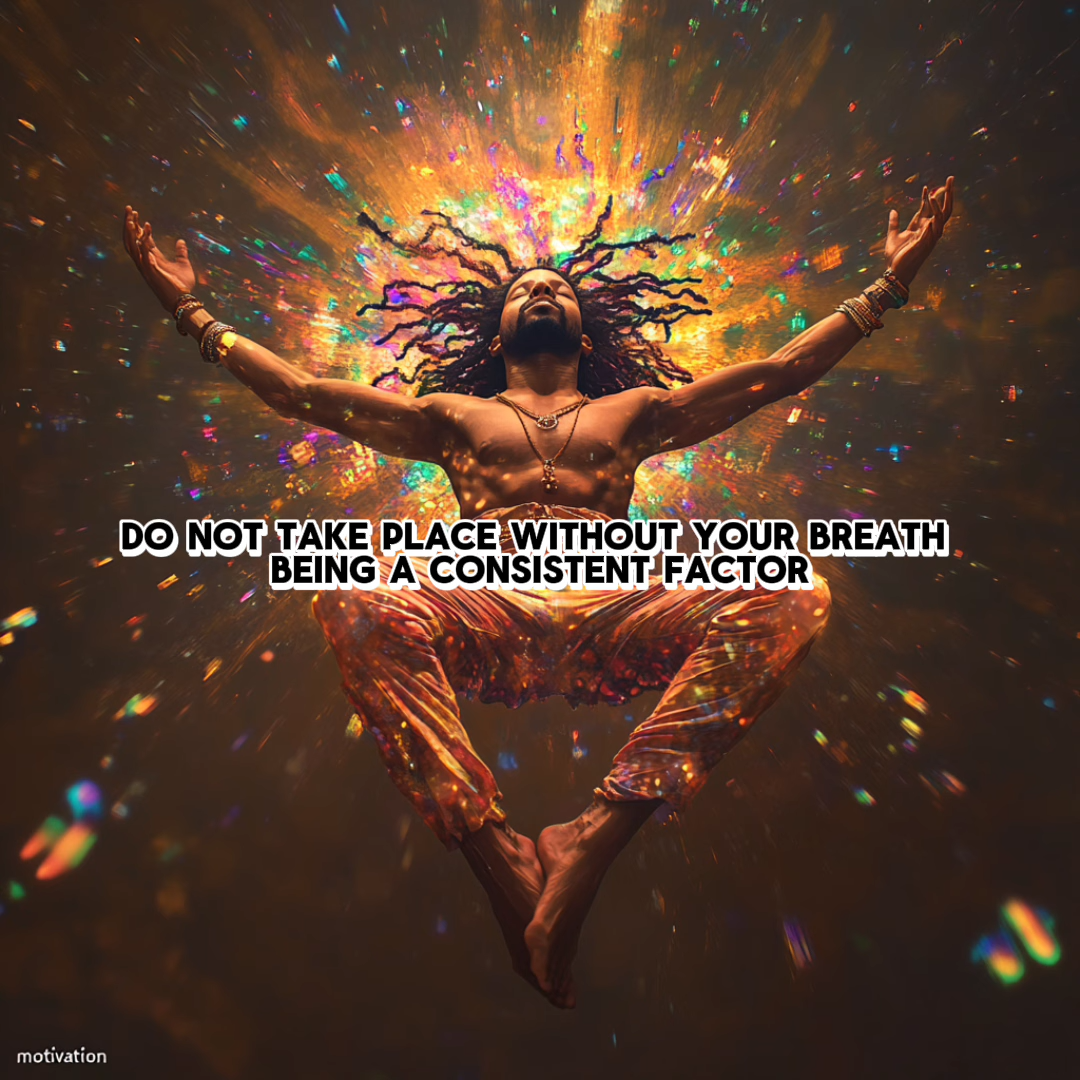 DO NOT TAKE PLACE WITHOUT YOUR BREATH
BEING A CONSISTENT FACTOR
motivation